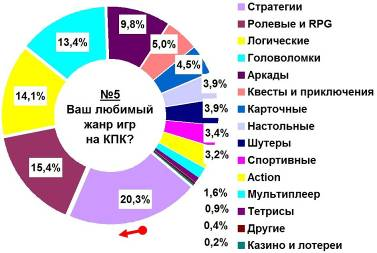 №5
Ваш любимый
жанр игр
на КПК?
20,3%
15,4%
14,1%
13,4%
9,8%
5,0%
4,5%
3,9%
3,9%
3,4%
3,2%
1,6%
0,9%
0,4%
0,2%
Стратегии
Ролевые и RPG
Логические
Головоломки
Аркады
Квесты и приключения
Карточные
Настольные
Шутеры
Спортивные
Action
Мультиплеер
Тетрисы
Другие
Казино и лотереи